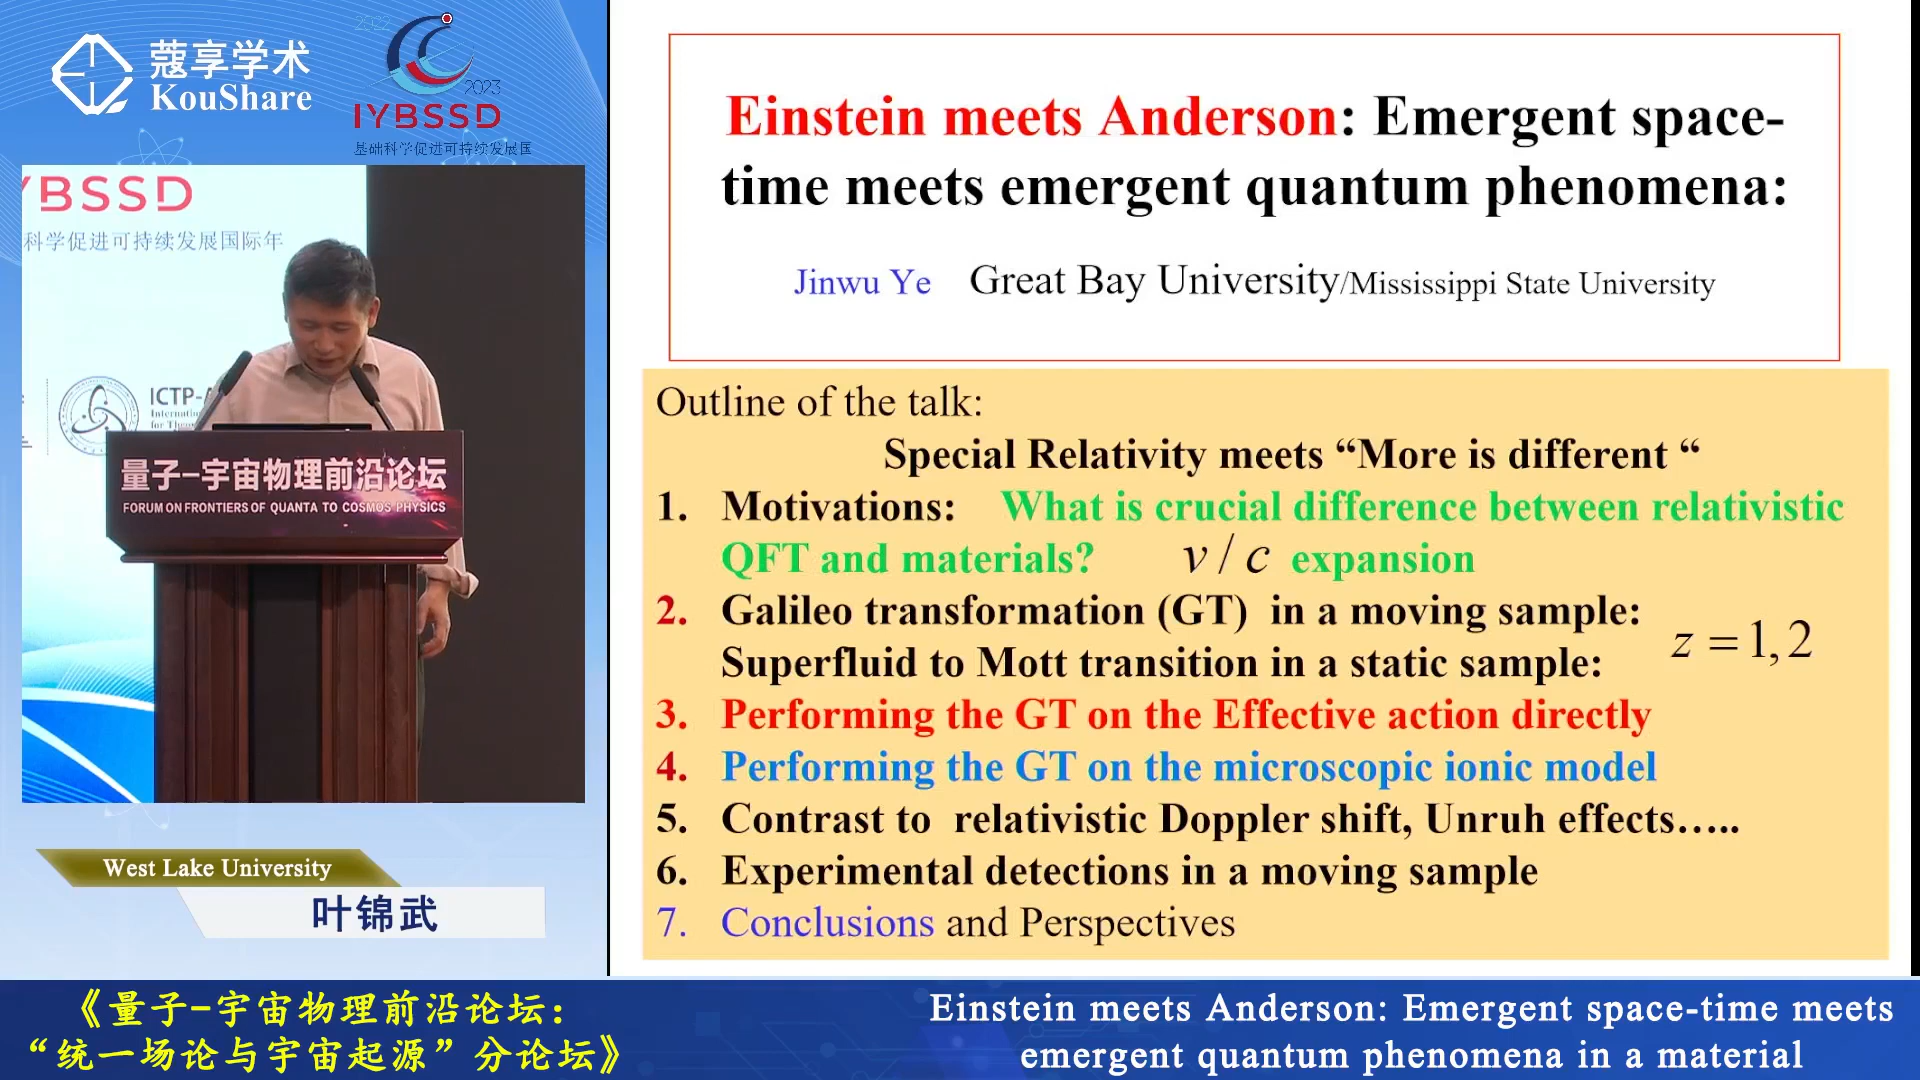 蔻享学术
KouShare
2022
2023
IYBSSD
基础科学促进可持续发展国
YBSSD
科学促进可持续发展国际年
ICTP-A
量子-宇宙物理前沿论坛
FORUM ON FRONTIERS OF QUANTA TO COSMOS PHYSICS
West Lake University
叶锦武
Einstein meets Anderson: Emergent space-
time meets emergent quantum phenomena:
Jinwu Ye Great Bay University/Mississippi State University
Outline of the talk:
Special Relativity meets “More is different “
1. Motivations: What is crucial difference between relativistic
QFT and materials? v / c expansion
2. Galileo transformation (GT) in a moving sample:
Superfluid to Mott transition in a static sample: z = 1, 2
3. Performing the GT on the Effective action directly
4. Performing the GT on the microscopic ionic model
5. Contrast to relativistic Doppler shift, Unruh effects…..
6. Experimental detections in a moving sample
7. Conclusions and Perspectives
《量子-宇宙物理前沿论坛：
“统一场论与宇宙起源”分论坛》
Einstein meets Anderson: Emergent space-time meets
emergent quantum phenomena in a material